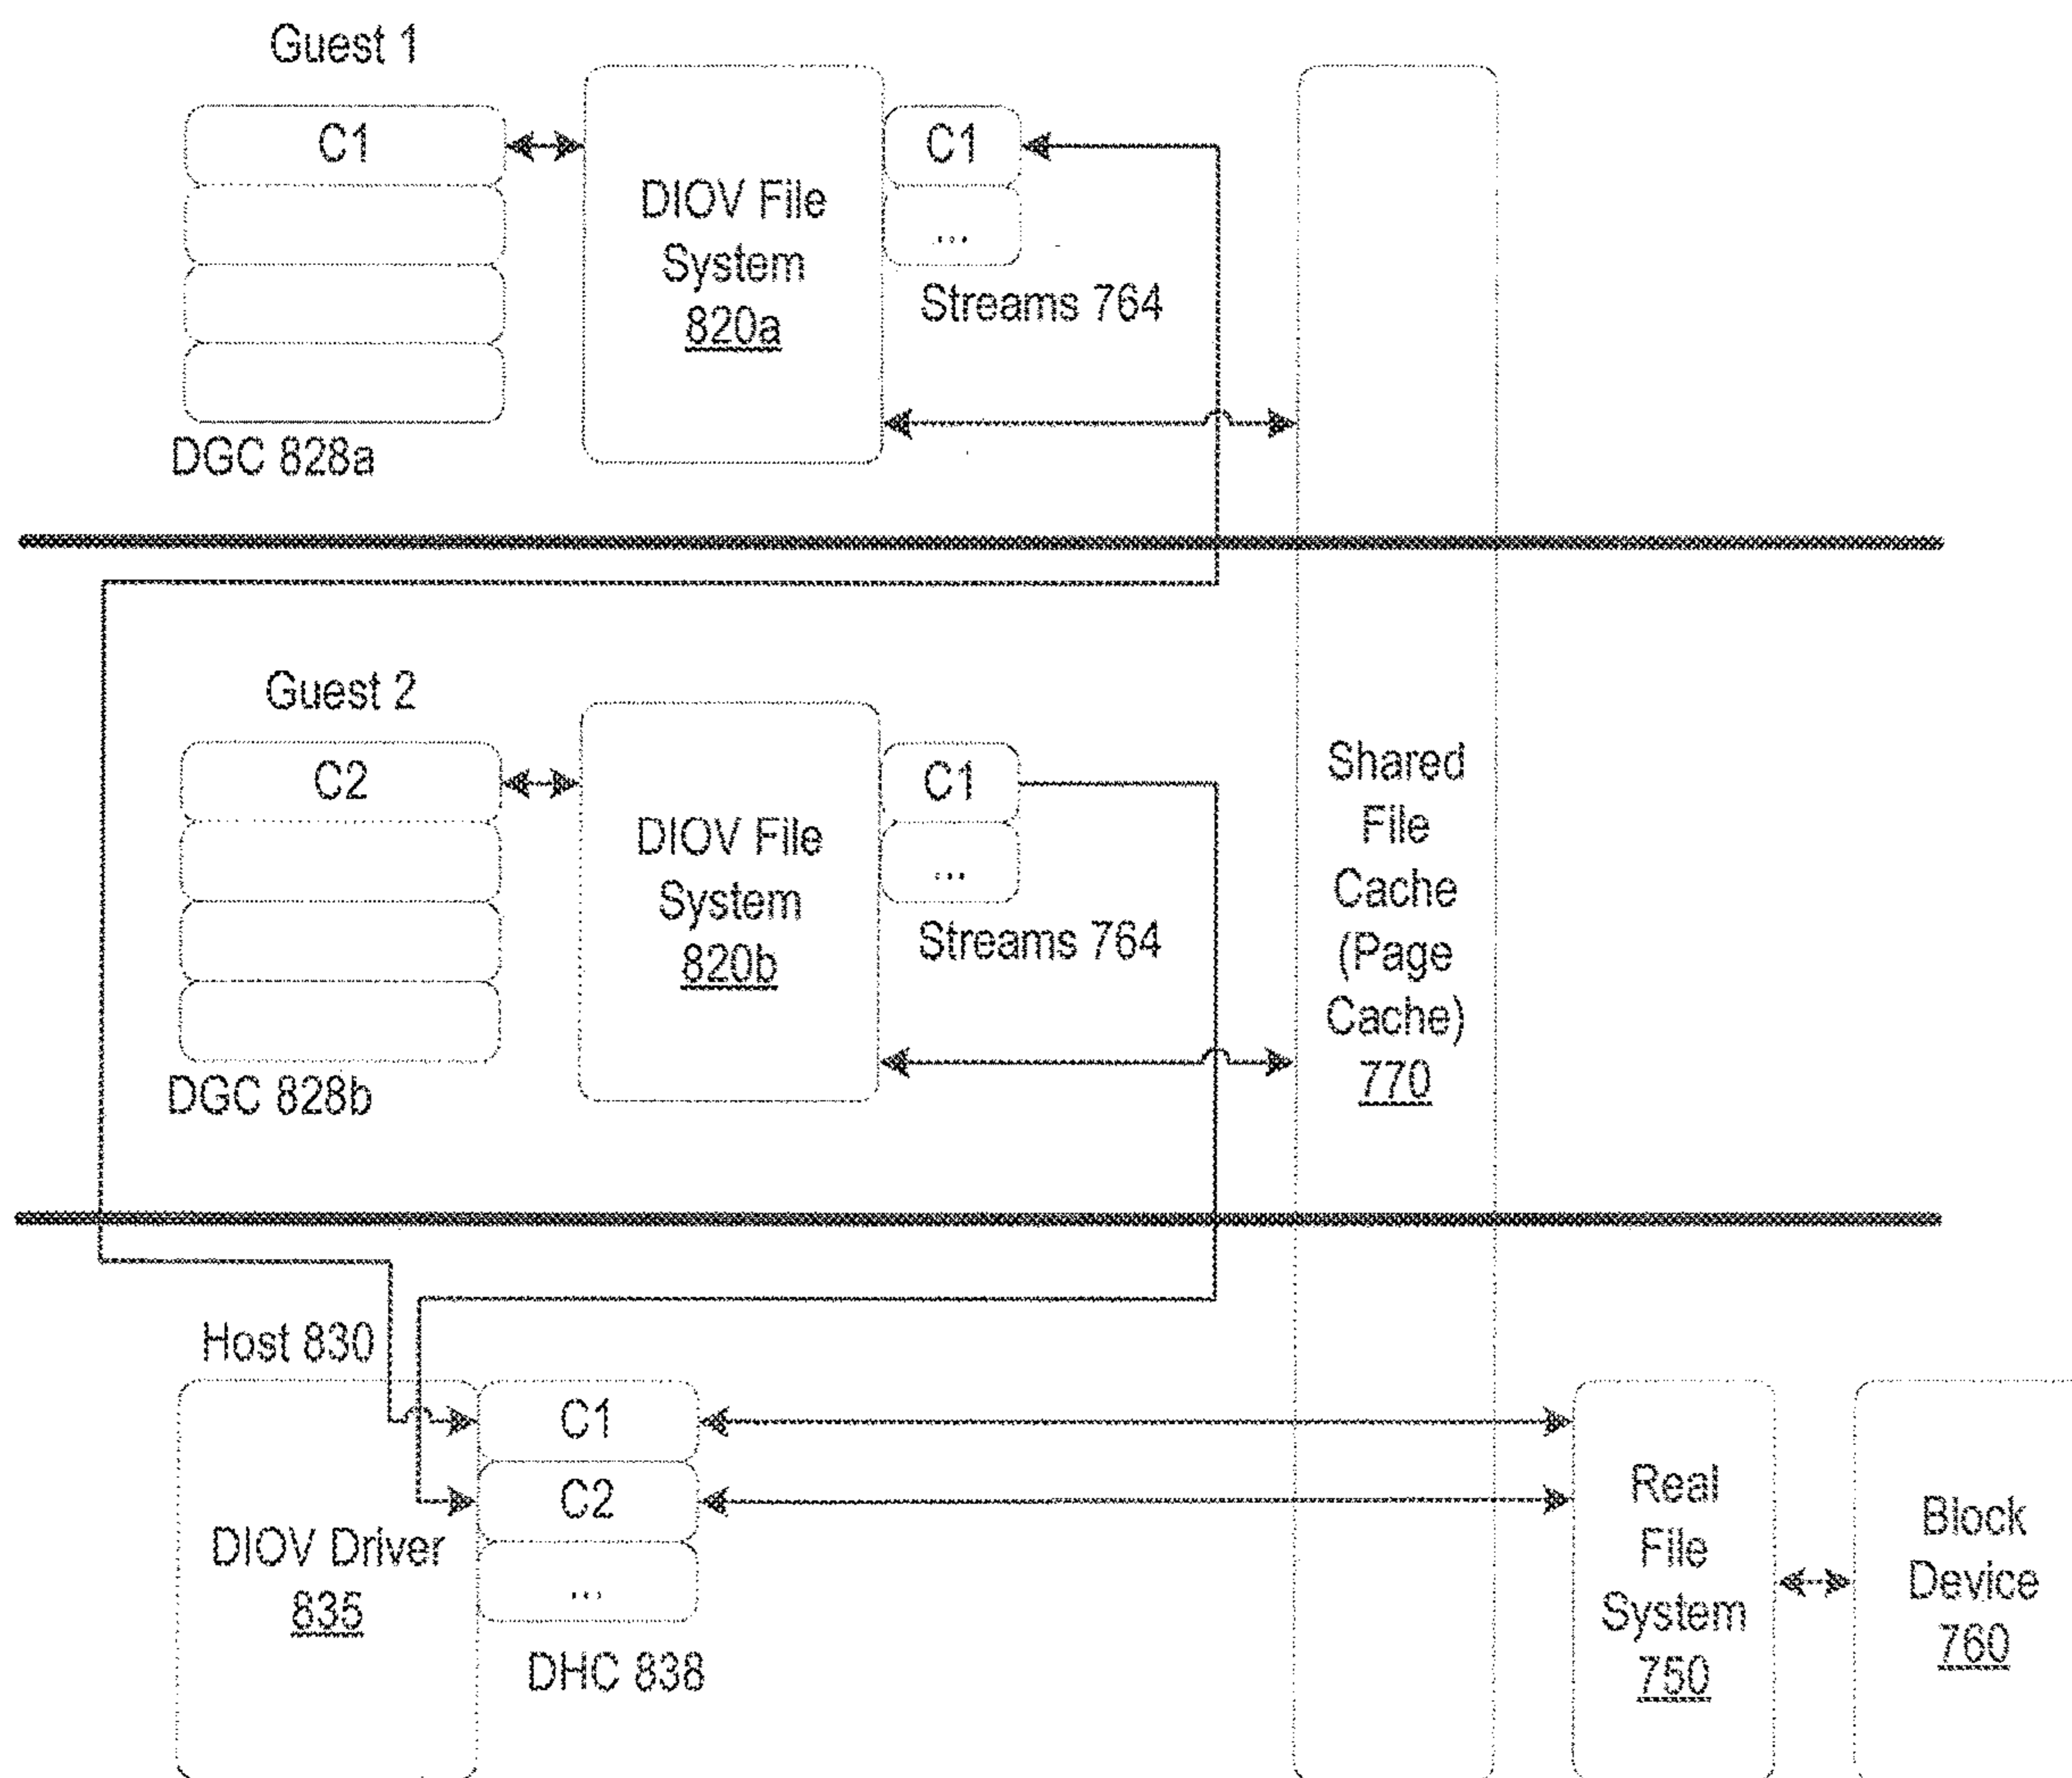 Guest 1
C1
DIOV File
System
820a
C1
...
Streams 764
DGC 828a
Guest 2
C2
DIOV File
System
820b
C1
...
Streams 764
DGC 828b
Shared
File
Cache
(Page
Cache)
770
Host 830
DIOV Driver
835
C1
C2
...
DHC 838
Real
File
System
750
Block
Device
760